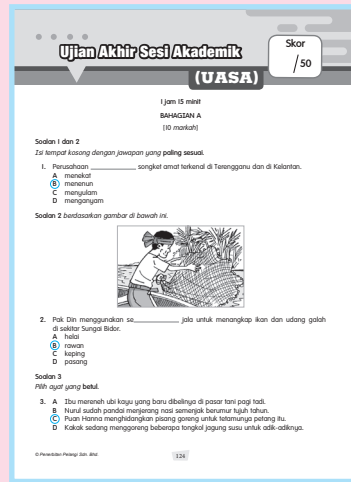 Ujian Akhir Sesi Akademik
(UASA)
Skor
/50
1 jam 15 minit
BAHAGIAN A
[10 markah]
Soalan 1 dan 2
Isi tempat kosong dengan jawapan yang paling sesuai.
1. Perusahaan ____________ songket amat terkenal di Terengganu dan di Kelantan.
A menekat
B menenun
C menyulam
D menganyam
Soalan 2 berdasarkan gambar di bawah ini.
2. Pak Din menggunakan se____________ jala untuk menangkap ikan dan udang galah
di sekitar Sungai Bidor.
A helai
B rawan
C keping
D pasang
Soalan 3
Pilih ayat yang betul.
3. A Ibu mereneh ubi kayu yang baru dibelinya di pasar tani pagi tadi.
B Nurul sudah pandai menjerang nasi semenjak berumur tujuh tahun.
C Puan Hanna menghidangkan pisang goreng untuk tetamunya petang itu.
D Kakak sedang menggoreng beberapa tongkol jagung susu untuk adik-adiknya.
© Penerbitan Pelangi Sdn. Bhd.
124